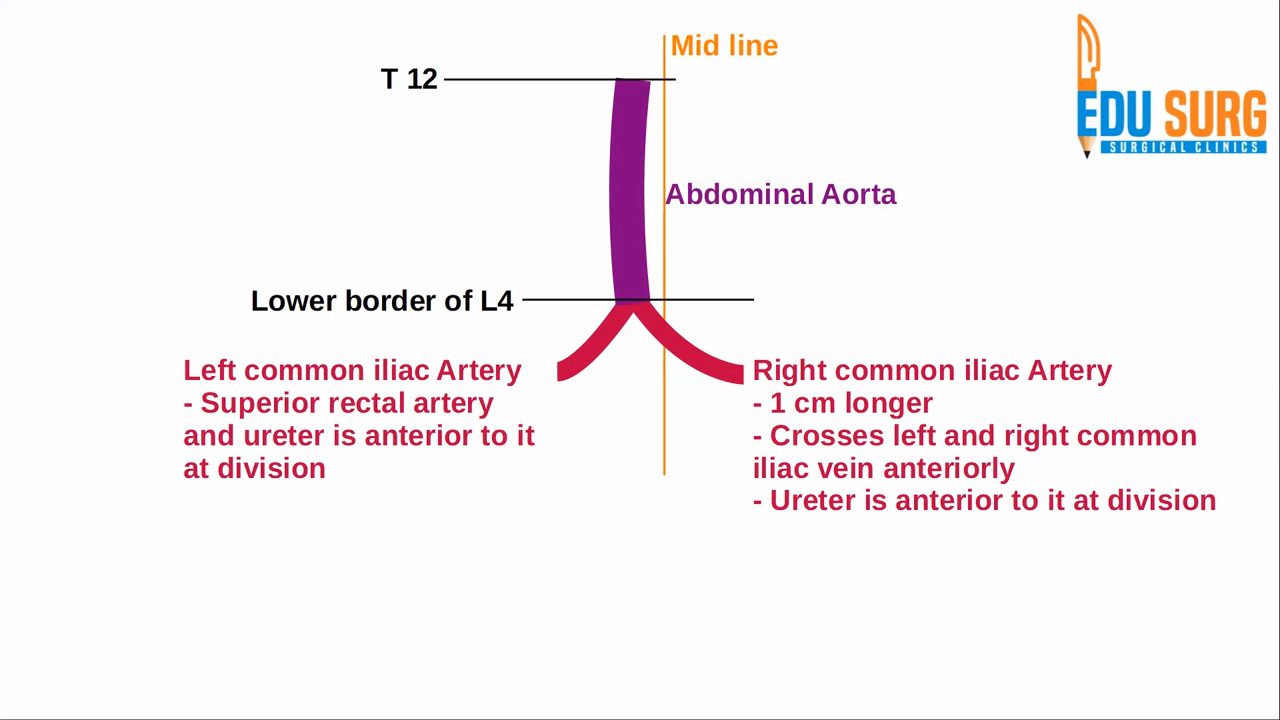 Mid line
T 12
EDU SURG
SURGICAL CLINICS
Abdominal Aorta
Lower border of L4
Left common iliac Artery
- Superior rectal artery
and ureter is anterior to it
at division
Right common iliac Artery
- 1 cm longer
- Crosses left and right common
iliac vein anteriorly
- Ureter is anterior to it at division